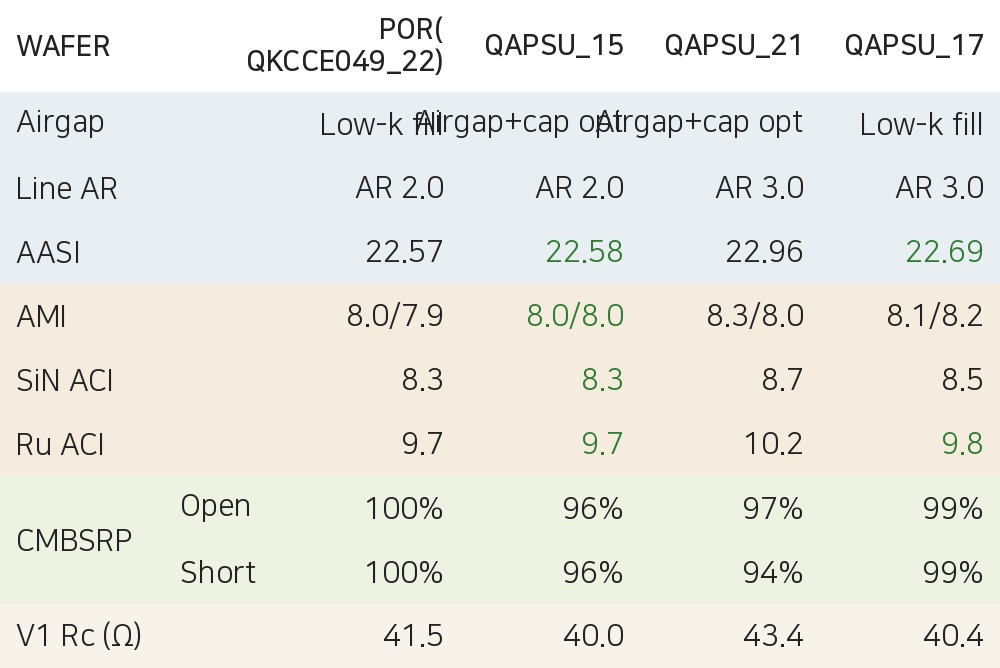 WAFER POR( QAPSU_15 QAPSU_21 QAPSU_17
QKCCE049_22)
Airgap Low-k fill Airgap+cap opt Airgap+cap opt Low-k fill
Line AR AR 2.0 AR 2.0 AR 3.0 AR 3.0
AASI 22.57 22.58 22.96 22.69
AMI 8.0/7.9 8.0/8.0 8.3/8.0 8.1/8.2
SiN ACI 8.3 8.3 8.7 8.5
Ru ACI 9.7 9.7 10.2 9.8
CMBSRP Open 100% 96% 97% 99%
Short 100% 96% 94% 99%
V1 Rc (Ω) 41.5 40.0 43.4 40.4